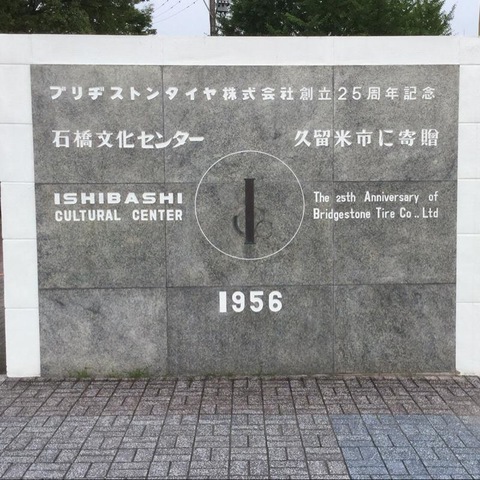 ブリヂストンタイヤ株式会社創立25周年記念
石橋文化センター 久留米市に寄贈
ISHIBASHI
CULTURAL CENTER
The 25th Anniversary of
Bridgestone Tire Co., Ltd
1956